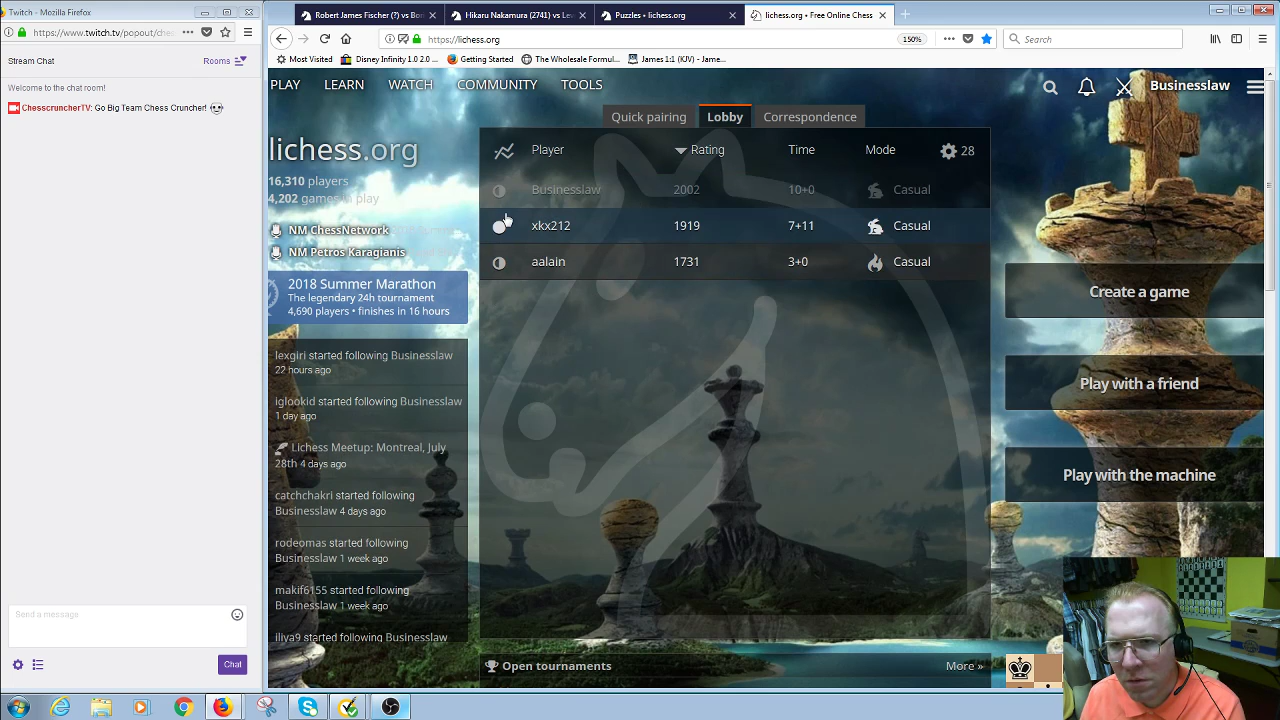 Twitch - Mozilla Firefox
https://www.twitch.tv/popout/che
Stream Chat
Rooms
Welcome to the chat room!
ChesscruncherTV: Go Big Team Chess Cruncher!
Send a message
Chat
Robert James Fischer (?) vs Bor
Hikaru Nakamura (2741) vs Lev
Puzzles • lichess.org
lichess.org • Free Online Ches
https://lichess.org
150%
Search
Most Visited
Disney Infinity 1.0 2.0 ...
Getting Started
The Wholesale Formul...
James 1:1 (KJV) - Jame...
PLAY LEARN WATCH COMMUNITY TOOLS
Businesslaw
Quick pairing Lobby Correspondence
lichess.org
16,310 players
4,202 games in play
NM ChessNetwork
NM Petros Karagianis
2018 Summer Marathon
The legendary 24h tournament
4,690 players • finishes in 16 hours
lexgiri started following Businesslaw
22 hours ago
iglookid started following Businesslaw
1 day ago
Lichess Meetup: Montreal, July
28th 4 days ago
catchchakri started following
Businesslaw 4 days ago
rodeomas started following
Businesslaw 1 week ago
makif6155 started following
Businesslaw 1 week ago
iliya9 started following Businesslaw
Player Rating Time Mode 28
Businesslaw 2002 10+0 Casual
xkx212 1919 7+11 Casual
aalain 1731 3+0 Casual
Create a game
Play with a friend
Play with the machine
Open tournaments
More »